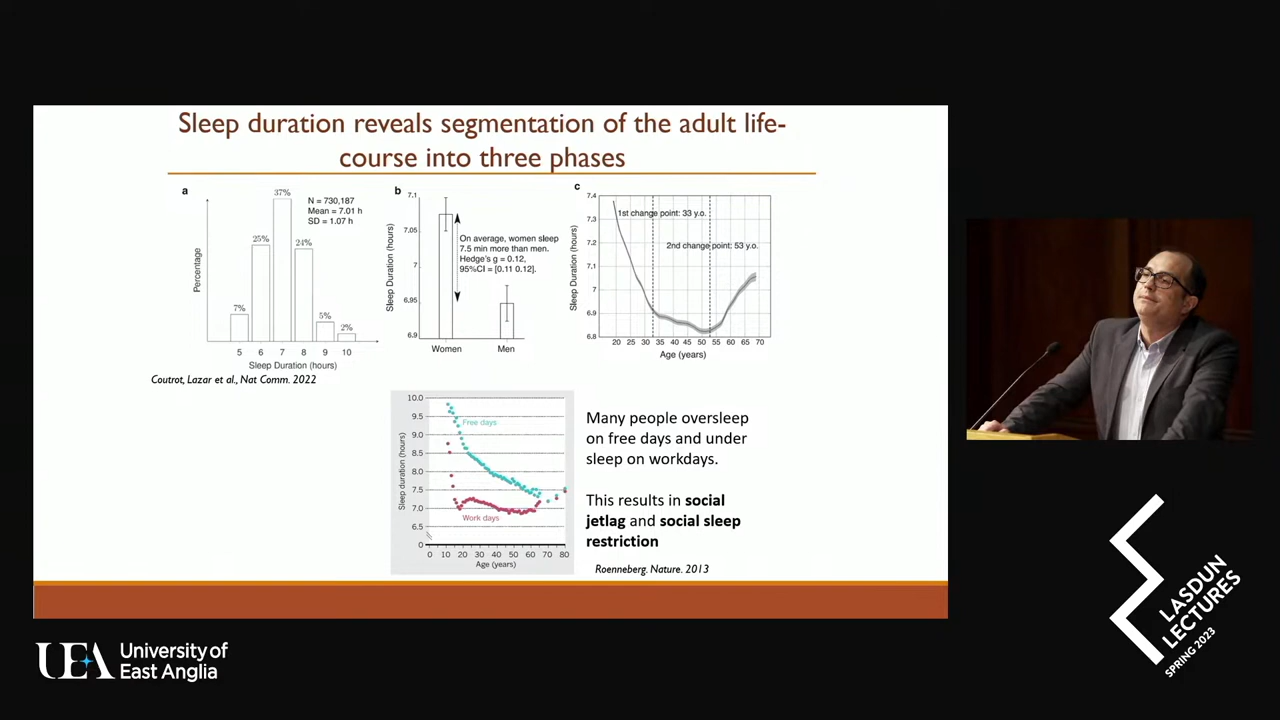 Sleep duration reveals segmentation of the adult life-
course into three phases
a
37%
25%
24%
7%
5%
2%
N = 730,187
Mean = 7.01 h
SD = 1.07 h
Percentage
5 6 7 8 9 10
Sleep Duration (hours)
Coutrot, Lazar et al., Nat Comm. 2022
b
7.1
7.05
7
6.95
6.9
Sleep Duration (hours)
On average, women sleep
7.5 min more than men.
Hedge's g = 0.12,
95%CI = [0.11 0.12].
Women Men
c
7.4
7.3
7.2
7.1
7
6.9
6.8
Sleep Duration (hours)
1st change point: 33 y.o.
2nd change point: 53 y.o.
20 25 30 35 40 45 50 55 60 65 70
Age (years)
10.0
9.5
9.0
8.5
8.0
7.5
7.0
6.5
0
Sleep duration (hours)
Free days
Work days
0 10 20 30 40 50 60 70 80
Age (years)
Many people oversleep
on free days and under
sleep on workdays.
This results in social
jetlag and social sleep
restriction
Roenneberg. Nature. 2013
UEA University of
East Anglia
LASDUN
LECTURES
SPRING 2023